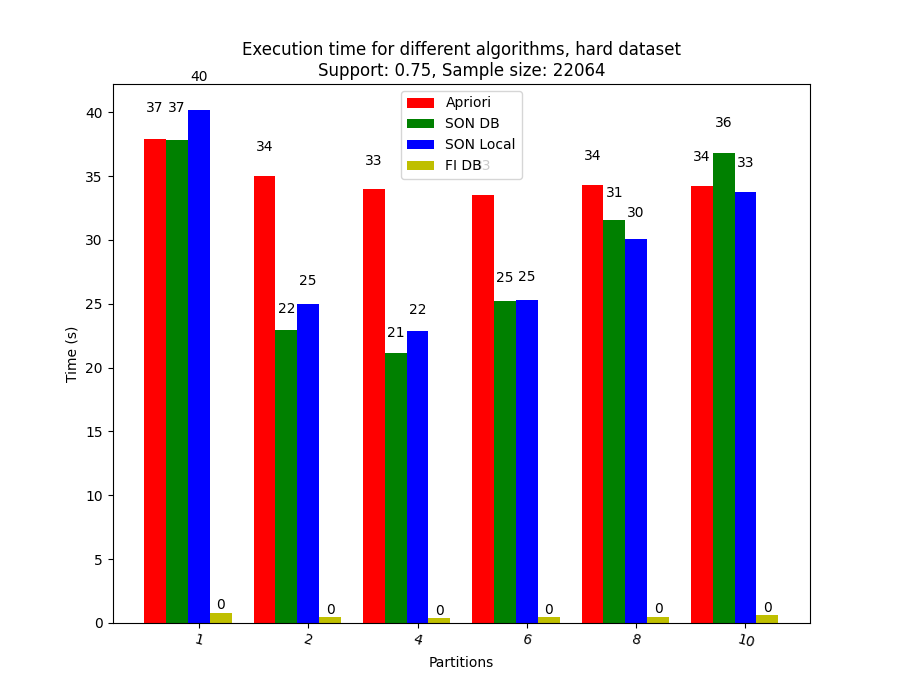 Execution time for different algorithms, hard dataset
Support: 0.75, Sample size: 22064
Apriori
SON DB
SON Local
FI DB
Time (s)
40
35
30
25
20
15
10
5
0
37 37 40 0
34 22 25 0
33 21 22 0
25 25 0
34 31 30 0
34 36 33 0
1 2 4 6 8 10
Partitions